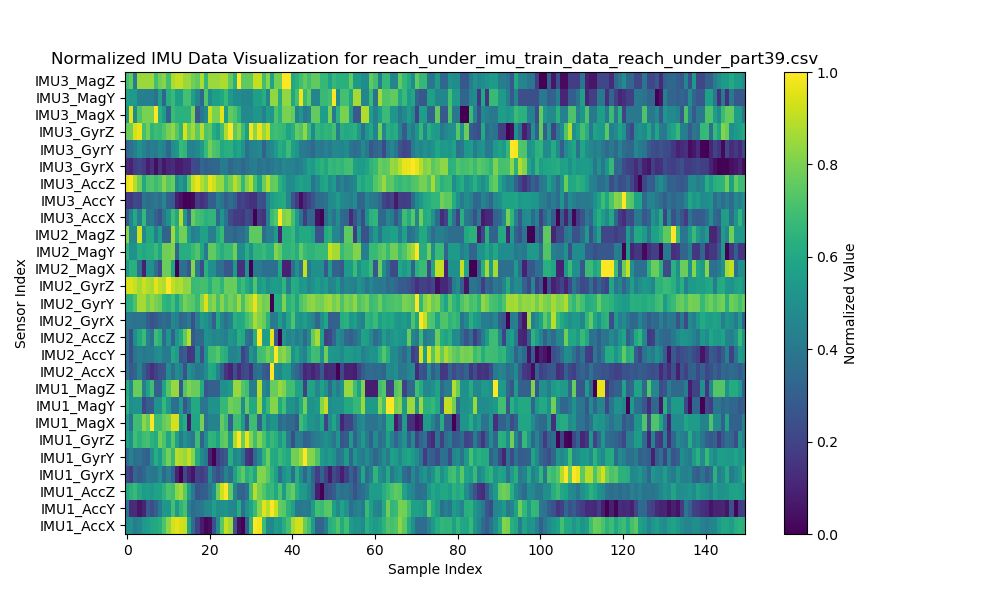 Normalized IMU Data Visualization for reach_under_imu_train_data_reach_under_part39.csv
IMU3_MagZ
IMU3_MagY
IMU3_MagX
IMU3_GyrZ
IMU3_GyrY
IMU3_GyrX
IMU3_AccZ
IMU3_AccY
IMU3_AccX
IMU2_MagZ
IMU2_MagY
IMU2_MagX
IMU2_GyrZ
IMU2_GyrY
IMU2_GyrX
IMU2_AccZ
IMU2_AccY
IMU2_AccX
IMU1_MagZ
IMU1_MagY
IMU1_MagX
IMU1_GyrZ
IMU1_GyrY
IMU1_GyrX
IMU1_AccZ
IMU1_AccY
IMU1_AccX
Sensor Index
0 20 40 60 80 100 120 140
Sample Index
1.0
0.8
0.6
0.4
0.2
0.0
Normalized Value